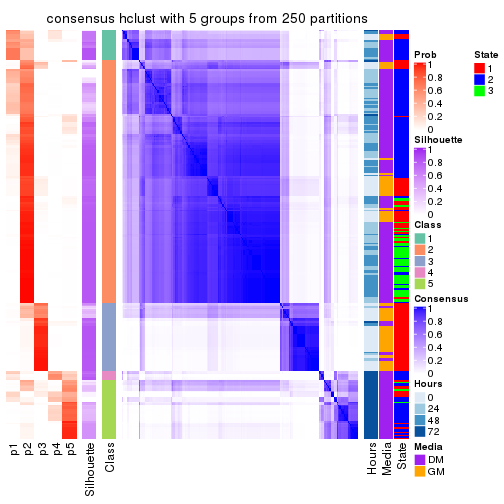 consensus hclust with 5 groups from 250 partitions
Prob
1
0.8
0.6
0.4
0.2
0
State
1
2
3
Silhouette
1
0.8
0.6
0.4
0.2
0
Class
1
2
3
4
5
Consensus
1
0.8
0.6
0.4
0.2
0
Hours
0
24
48
72
Media
DM
GM
p1
p2
p3
p4
p5
Silhouette
Class
Hours
Media
State